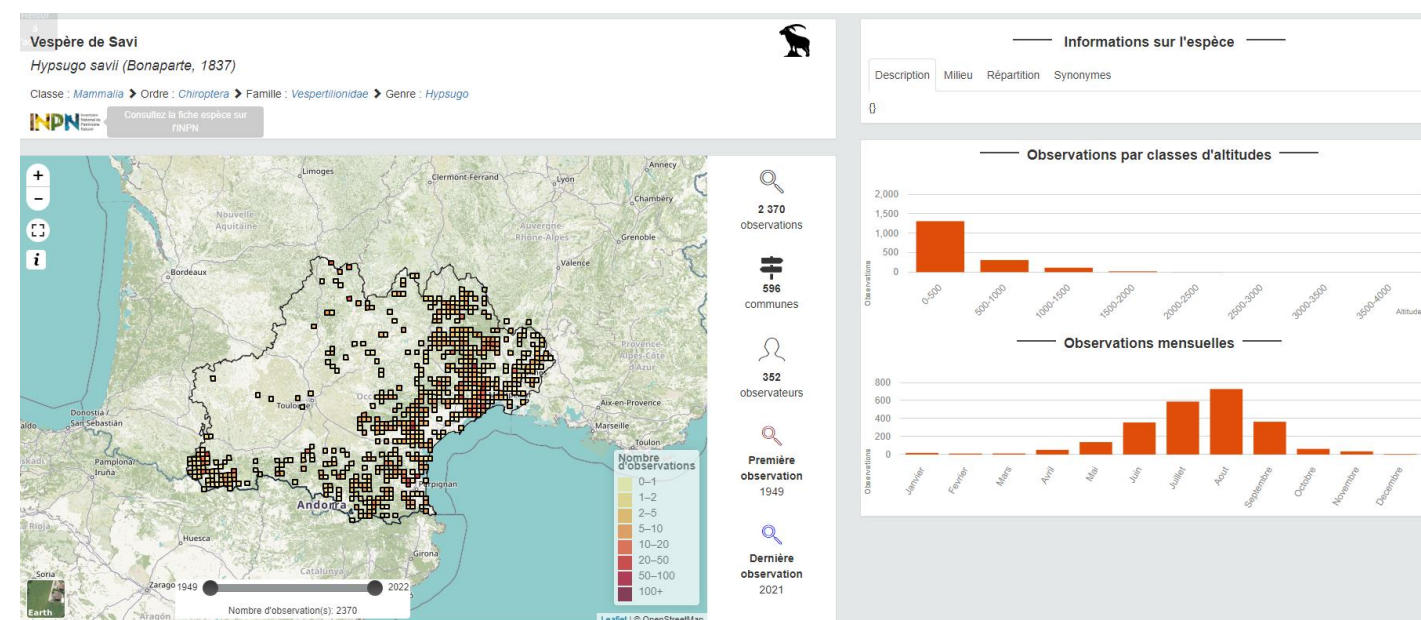 Vespère de Savi
Hypsugo savii (Bonaparte, 1837)
Classe : Mammalia > Ordre : Chiroptera > Famille : Vespertilionidae > Genre : Hypsugo
INPN
Consultez la fiche espèce sur
l'INPN
+
−
i
Limoges
Clermont-Ferrand
Lyon
Annecy
Chambéry
Nouvelle-
Aquitaine
Auvergne-
Rhône-Alpes
Grenoble
Valence
Bordeaux
Provence-
Alpes-Côte
d'Azur
Toulouse
Aix-en-Provence
Marseille
Toulon
Donostia /
San Sebastián
Pamplona/
Iruña
Perpignan
Andorra
Rioja
Huesca
Girona
Catalunya
Soria
Aragón
Earth
1949
2022
Nombre d'observation(s): 2370
Nombre
d'observations
0–1
1–2
2–5
5–10
10–20
20–50
50–100
100+
Leaflet | © OpenStreetMap
2 370
observations
596
communes
352
observateurs
Première
observation
1949
Dernière
observation
2021
Informations sur l'espèce
Description Milieu Répartition Synonymes
{}
Observations par classes d'altitudes
2,000
1,500
1,000
500
0
Observations
0-500
500-1000
1000-1500
1500-2000
2000-2500
2500-3000
3000-3500
3500-4000
Altitude
Observations mensuelles
800
600
400
200
0
Observations
Janvier
Fevrier
Mars
Avril
Mai
Juin
Juillet
Aout
Septembre
Octobre
Novembre
Decembre